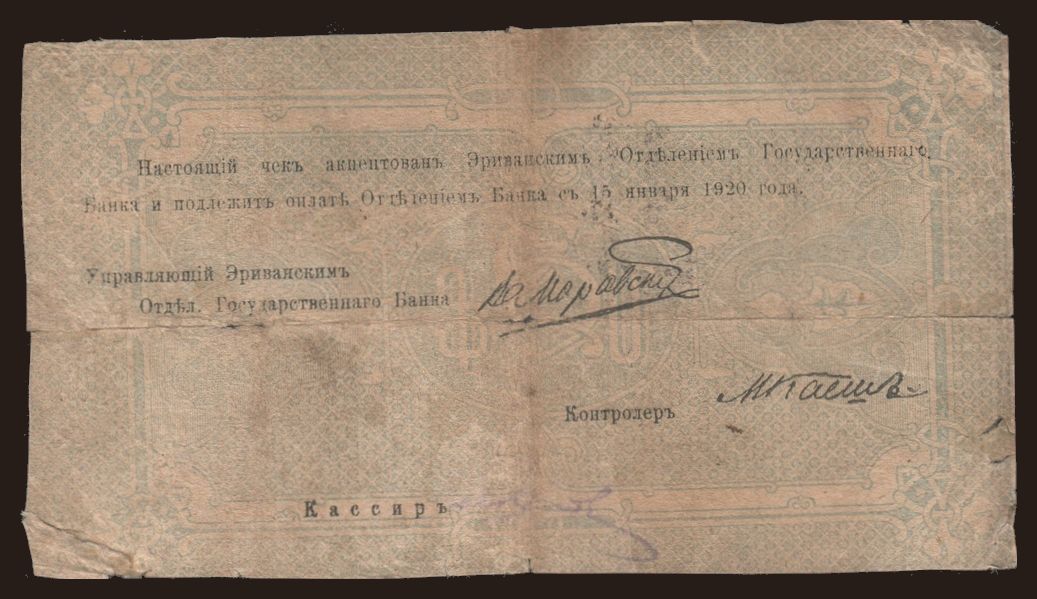 Настоящій чекъ акцептованъ Эриванскимъ Отдѣленіемъ Государственнаго
Банка и подлежитъ оплатѣ Отдѣленіемъ Банка съ 15 января 1920 года.
Управляющій Эриванскимъ
Отдѣл. Государственнаго Банка
Контролеръ
Кассиръ